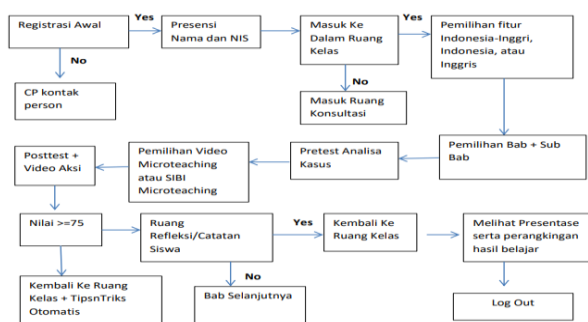 Registrasi Awal
Yes
Presensi
Nama dan NIS
Masuk Ke
Dalam Ruang
Kelas
Yes
Pemilihan fitur
Indonesia-Inggri,
Indonesia, atau
Inggris
No
CP kontak
person
No
Masuk Ruang
Konsultasi
Posttest +
Video Aksi
Pemilihan Video
Microteaching
atau SIBI
Microteaching
Pretest Analisa
Kasus
Pemilihan Bab + Sub
Bab
Nilai >=75
Ruang
Refleksi/Catatan
Siswa
Yes
Kembali Ke
Ruang Kelas
Melihat Presentase
serta perangkingan
hasil belajar
No
Kembali Ke Ruang
Kelas + TipsnTriks
Otomatis
Bab Selanjutnya
Log Out